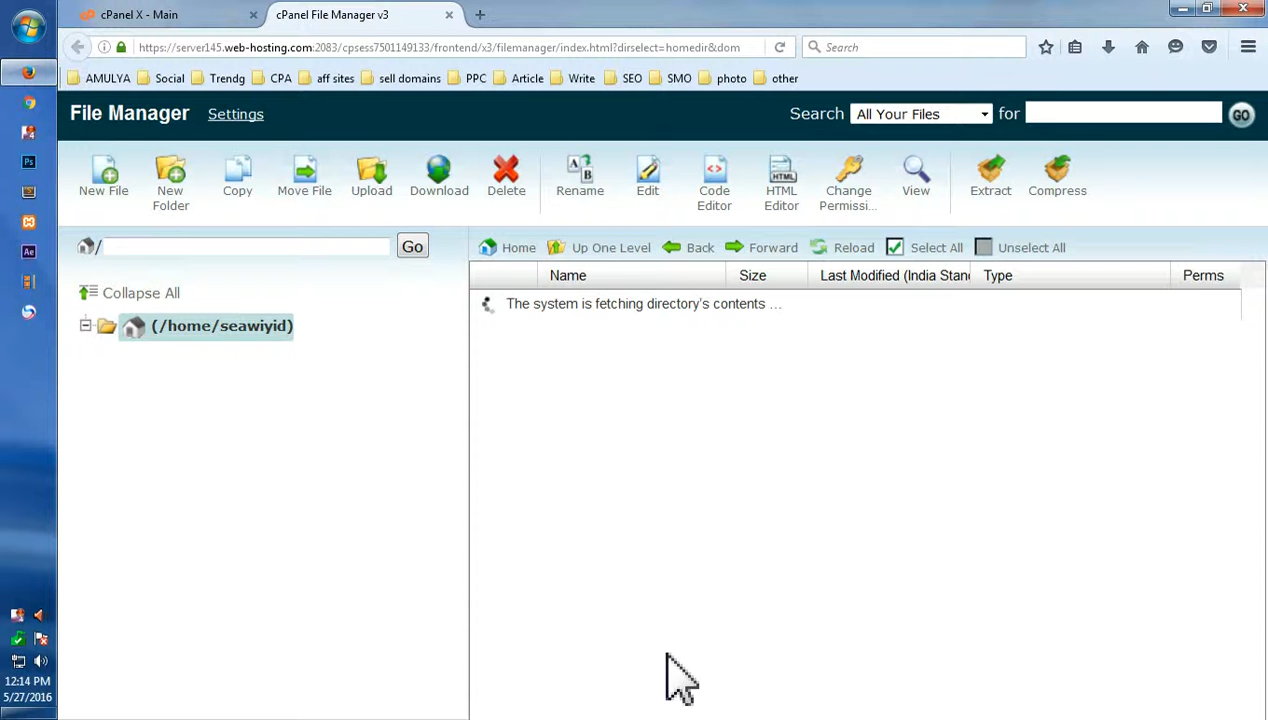 cPanel X - Main
cPanel File Manager v3
https://server145.web-hosting.com:2083/cpsess7501149133/frontend/x3/filemanager/index.html?dirselect=homedir&dom
Search
AMULYA Social Trendg CPA aff sites sell domains PPC Article Write SEO SMO photo other
File Manager Settings
Search All Your Files for GO
New File
New Folder
Copy
Move File
Upload
Download
Delete
Rename
Edit
Code Editor
HTML Editor
Change Permissi...
View
Extract
Compress
/ Go
Home Up One Level Back Forward Reload Select All Unselect All
Collapse All
Name Size Last Modified (India Stand Type Perms
The system is fetching directory's contents ...
(/home/seawiyid)
12:14 PM
5/27/2016